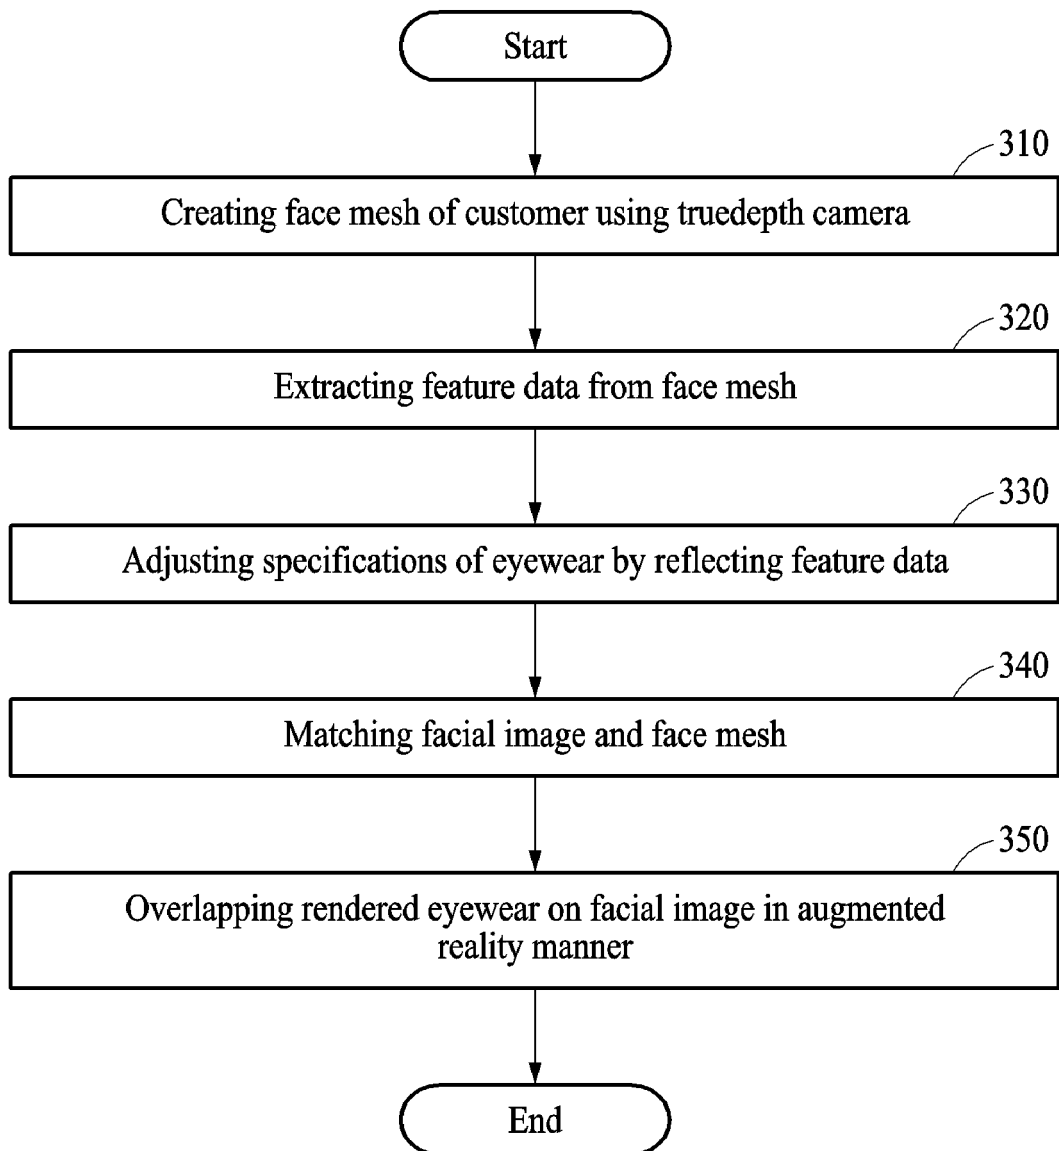 Start
310
Creating face mesh of customer using truedepth camera
320
Extracting feature data from face mesh
330
Adjusting specifications of eyewear by reflecting feature data
340
Matching facial image and face mesh
350
Overlapping rendered eyewear on facial image in augmented
reality manner
End